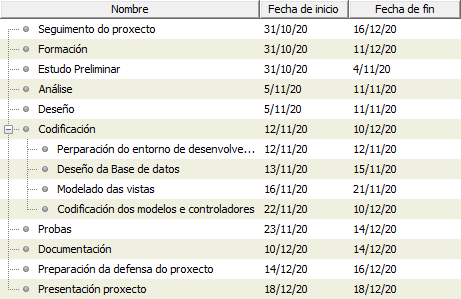 Nombre Fecha de inicio Fecha de fin
Seguimento do proxecto 31/10/20 16/12/20
Formación 31/10/20 11/12/20
Estudo Preliminar 31/10/20 4/11/20
Análise 5/11/20 11/11/20
Deseño 5/11/20 11/11/20
Codificación 12/11/20 10/12/20
Perparación do entorno de desenvolve... 12/11/20 12/11/20
Deseño da Base de datos 13/11/20 15/11/20
Modelado das vistas 16/11/20 21/11/20
Codificación dos modelos e controladores 22/11/20 10/12/20
Probas 23/11/20 14/12/20
Documentación 10/12/20 14/12/20
Preparación da defensa do proxecto 14/12/20 16/12/20
Presentación proxecto 18/12/20 18/12/20